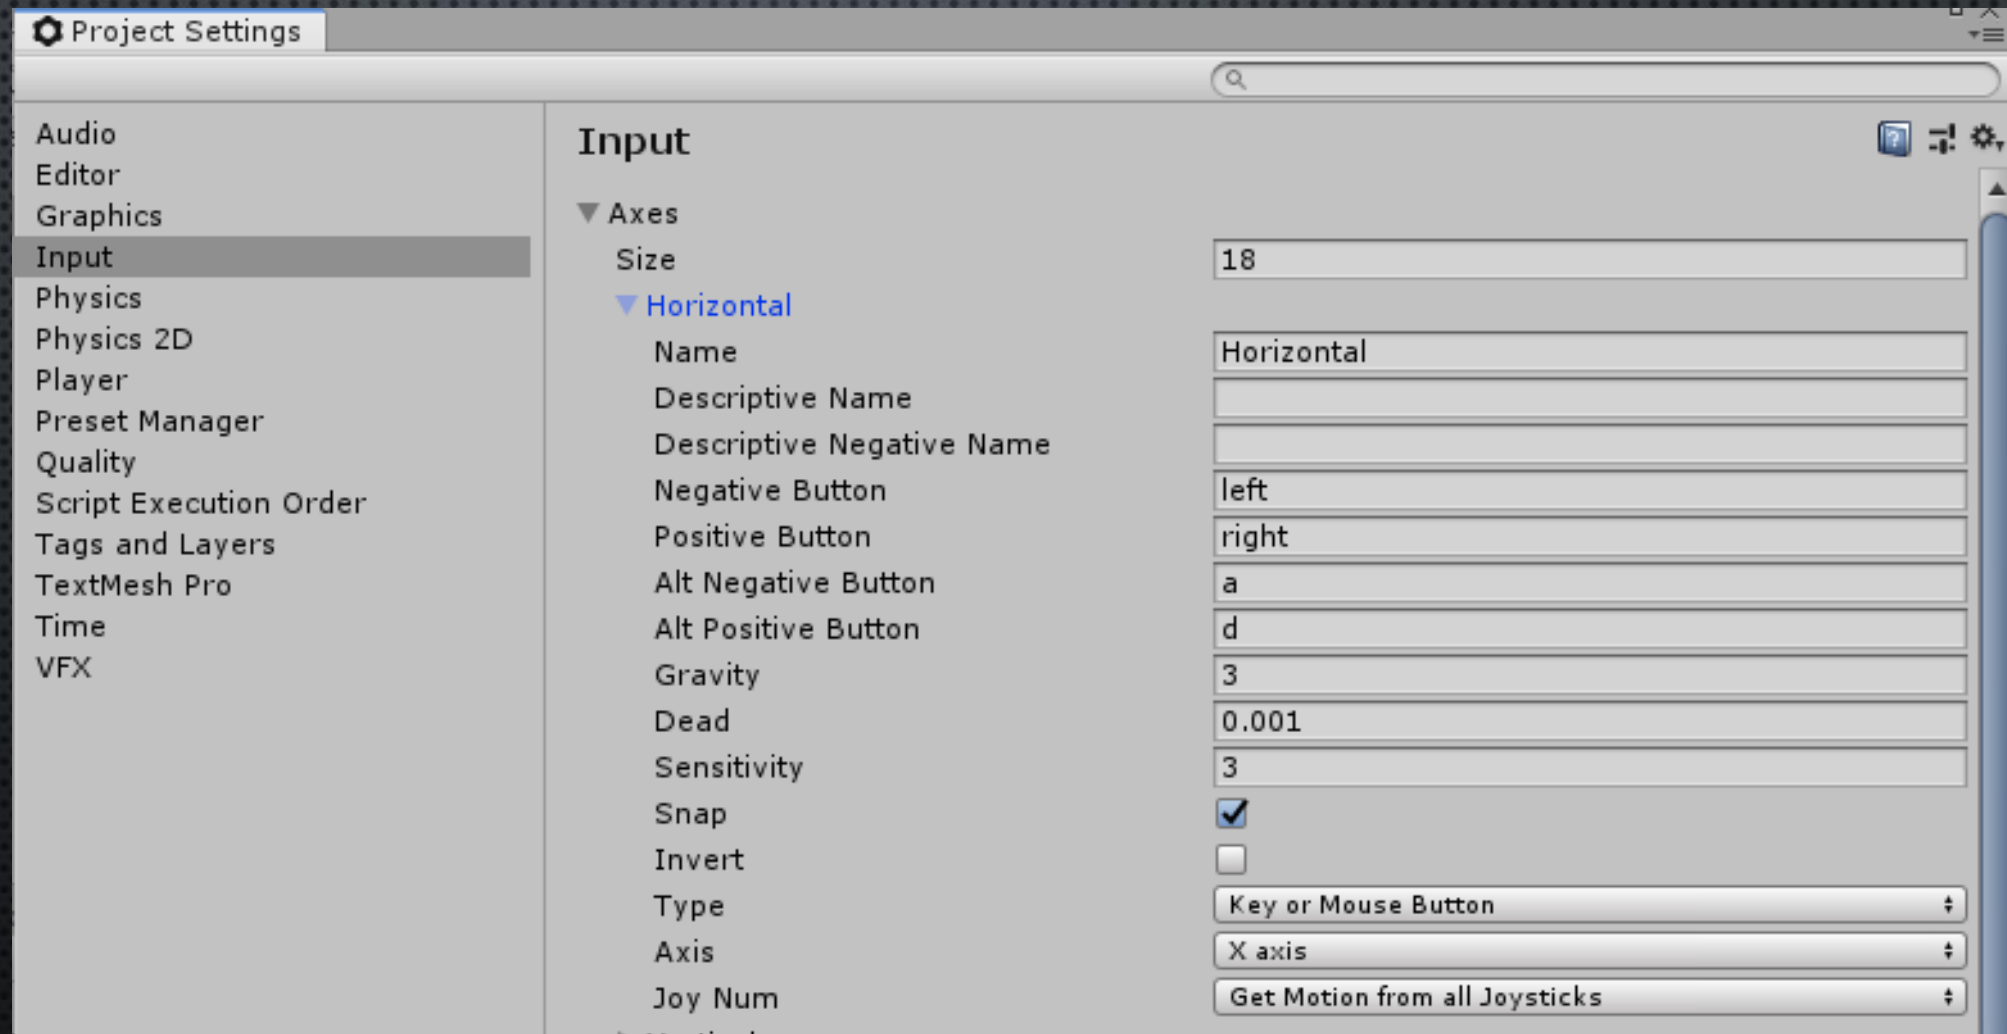 Project Settings
Audio
Editor
Graphics
Input
Physics
Physics 2D
Player
Preset Manager
Quality
Script Execution Order
Tags and Layers
TextMesh Pro
Time
VFX
Input
Axes
Size 18
Horizontal
Name Horizontal
Descriptive Name
Descriptive Negative Name
Negative Button left
Positive Button right
Alt Negative Button a
Alt Positive Button d
Gravity 3
Dead 0.001
Sensitivity 3
Snap
Invert
Type Key or Mouse Button
Axis X axis
Joy Num Get Motion from all Joysticks